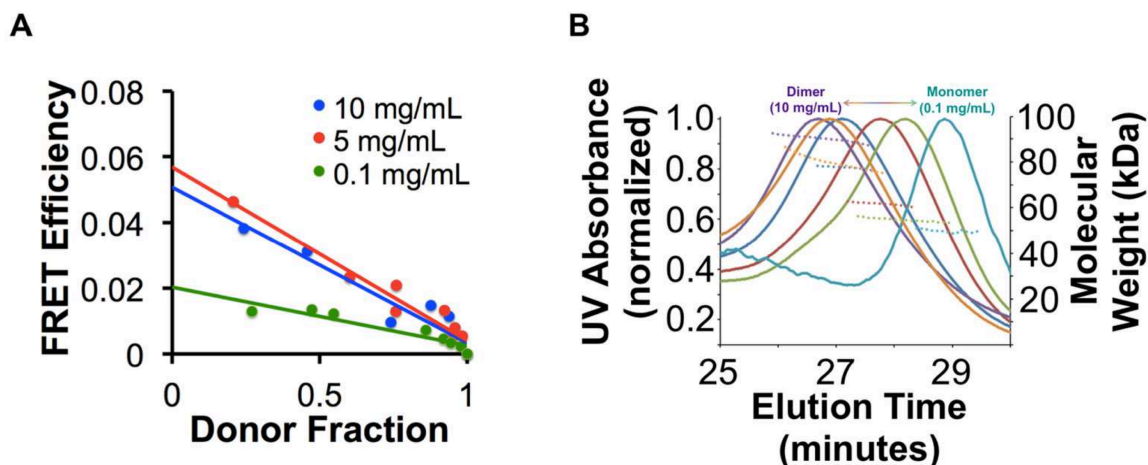 A
FRET Efficiency
0.08
0.06
0.04
0.02
0
10 mg/mL
5 mg/mL
0.1 mg/mL
0
0.5
1
Donor Fraction
B
UV Absorbance
(normalized)
1.0
0.8
0.6
0.4
0.2
Dimer
(10 mg/mL)
Monomer
(0.1 mg/mL)
100
80
60
40
20
Molecular
Weight (kDa)
25
27
29
Elution Time
(minutes)